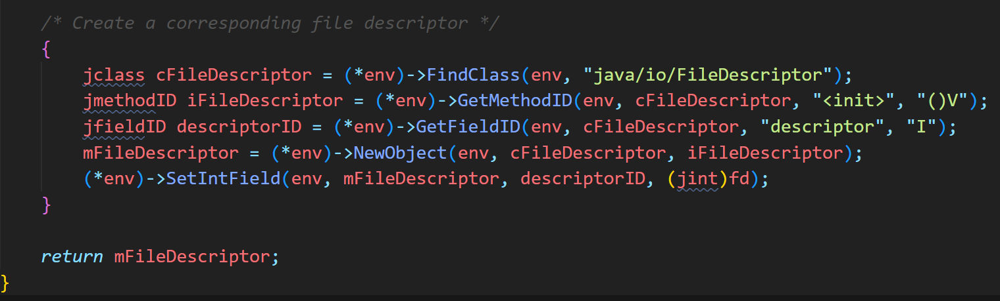 /* Create a corresponding file descriptor */
{
jclass cFileDescriptor = (*env)->FindClass(env, "java/io/FileDescriptor");
jmethodID iFileDescriptor = (*env)->GetMethodID(env, cFileDescriptor, "<init>", "()V");
jfieldID descriptorID = (*env)->GetFieldID(env, cFileDescriptor, "descriptor", "I");
mFileDescriptor = (*env)->NewObject(env, cFileDescriptor, iFileDescriptor);
(*env)->SetIntField(env, mFileDescriptor, descriptorID, (jint)fd);
}
return mFileDescriptor;
}